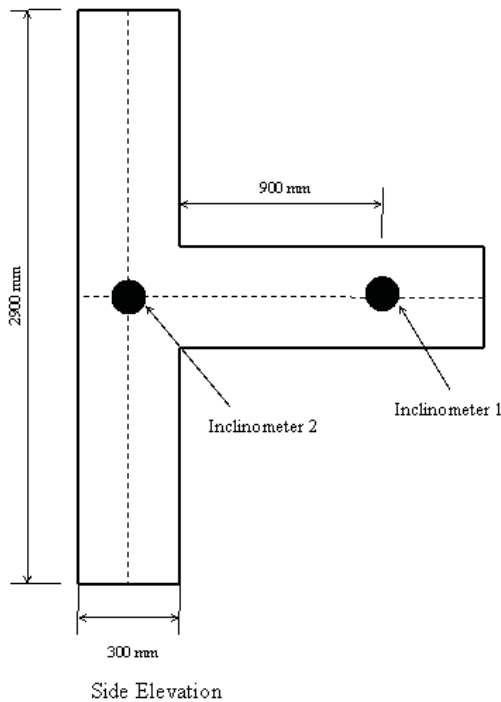 900 mm
2900 mm
Inclinometer 2
Inclinometer 1
300 mm
Side Elevation